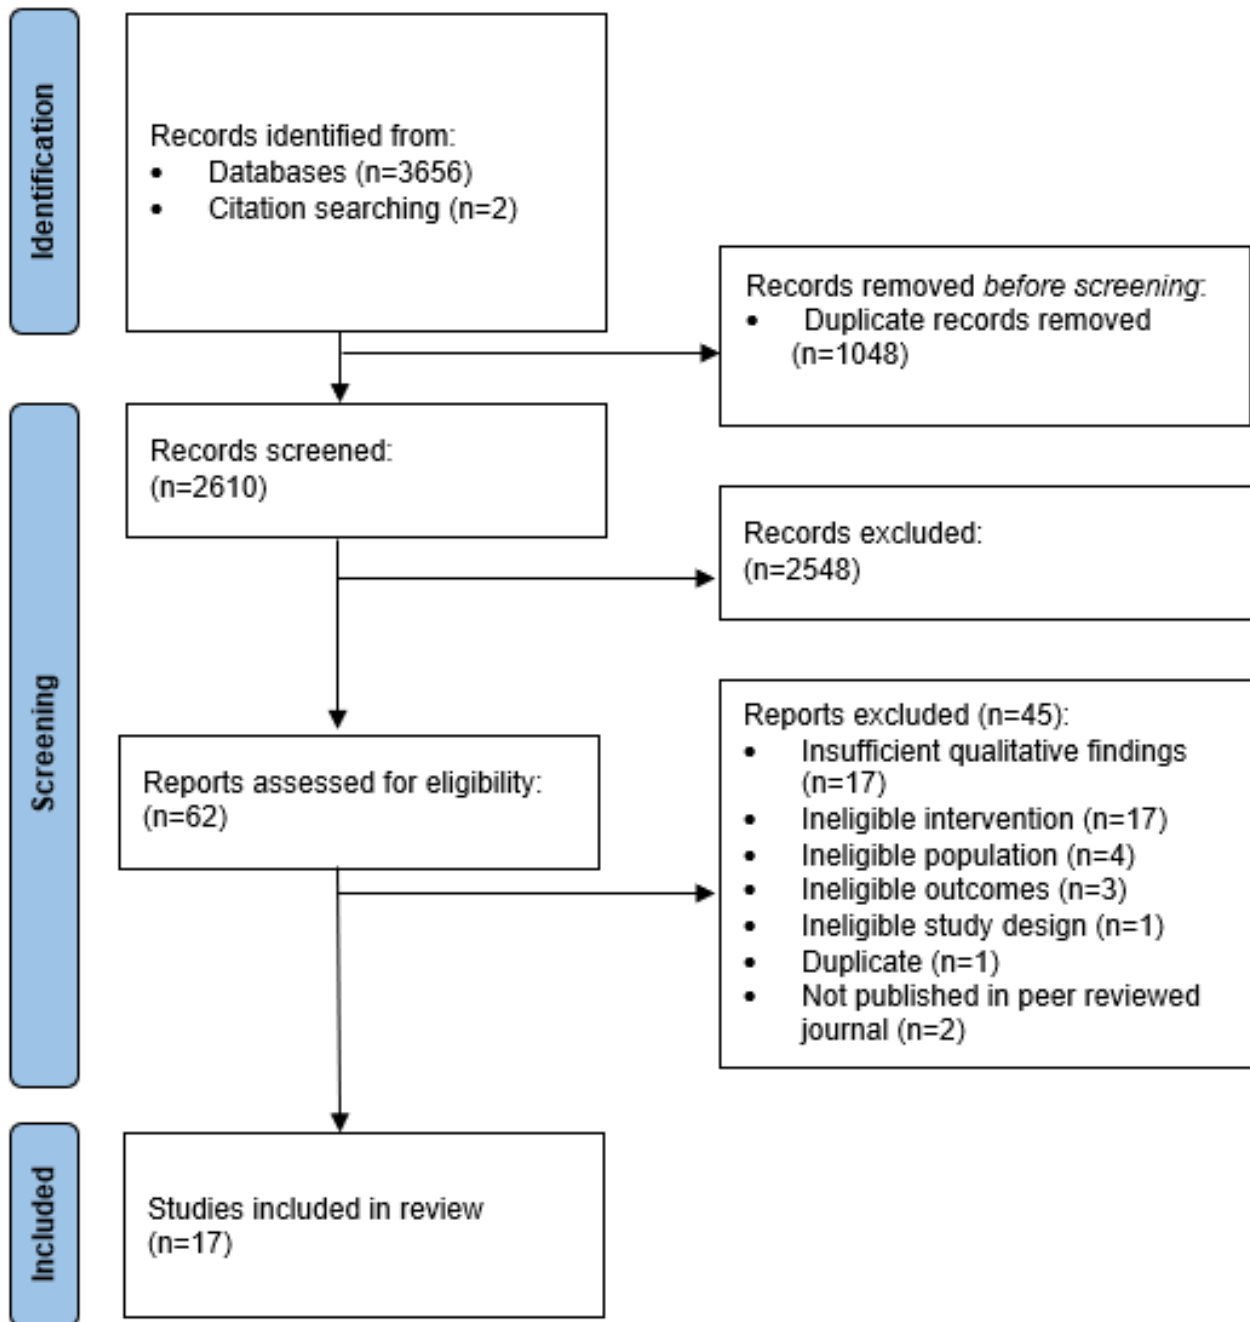 Identification
Records identified from:
• Databases (n=3656)
• Citation searching (n=2)
Records removed before screening:
• Duplicate records removed
(n=1048)
Screening
Records screened:
(n=2610)
Records excluded:
(n=2548)
Reports assessed for eligibility:
(n=62)
Reports excluded (n=45):
• Insufficient qualitative findings
(n=17)
• Ineligible intervention (n=17)
• Ineligible population (n=4)
• Ineligible outcomes (n=3)
• Ineligible study design (n=1)
• Duplicate (n=1)
• Not published in peer reviewed
journal (n=2)
Included
Studies included in review
(n=17)